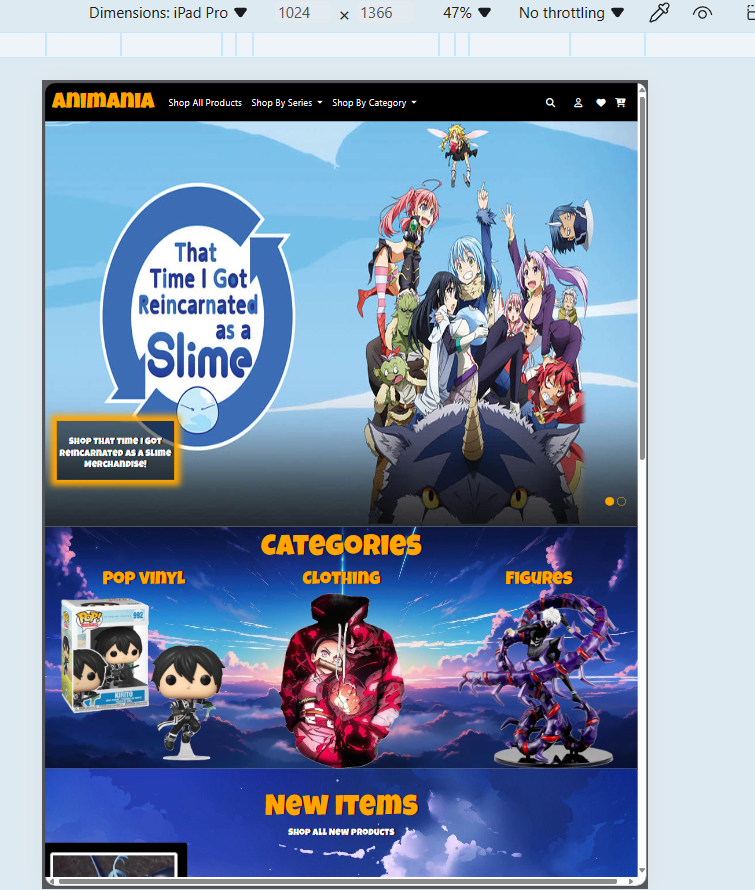 Dimensions: iPad Pro 1024 × 1366 47% No throttling
ANIMANIA Shop All Products Shop By Series Shop By Category
That
Time I Got
Reincarnated
as a
Slime
Shop That Time I Got
Reincarnated as a Slime
Merchandise!
Categories
Pop Vinyl Clothing Figures
POP!
992
KIRITO
New Items
Shop All New Products